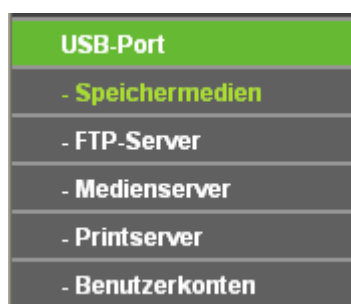 USB-Port
- Speichermedien
- FTP-Server
- Medienserver
- Printserver
- Benutzerkonten